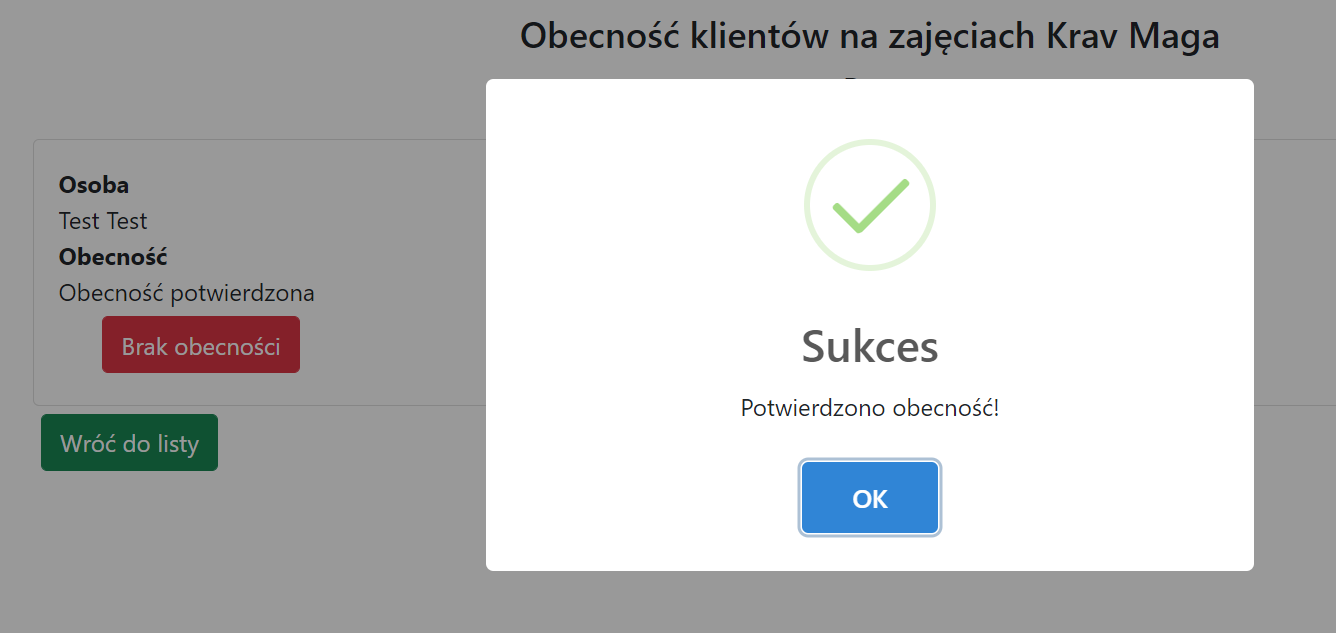 Obecność klientów na zajęciach Krav Maga
Osoba
Test Test
Obecność
Obecność potwierdzona
Brak obecności
Wróć do listy
Sukces
Potwierdzono obecność!
OK